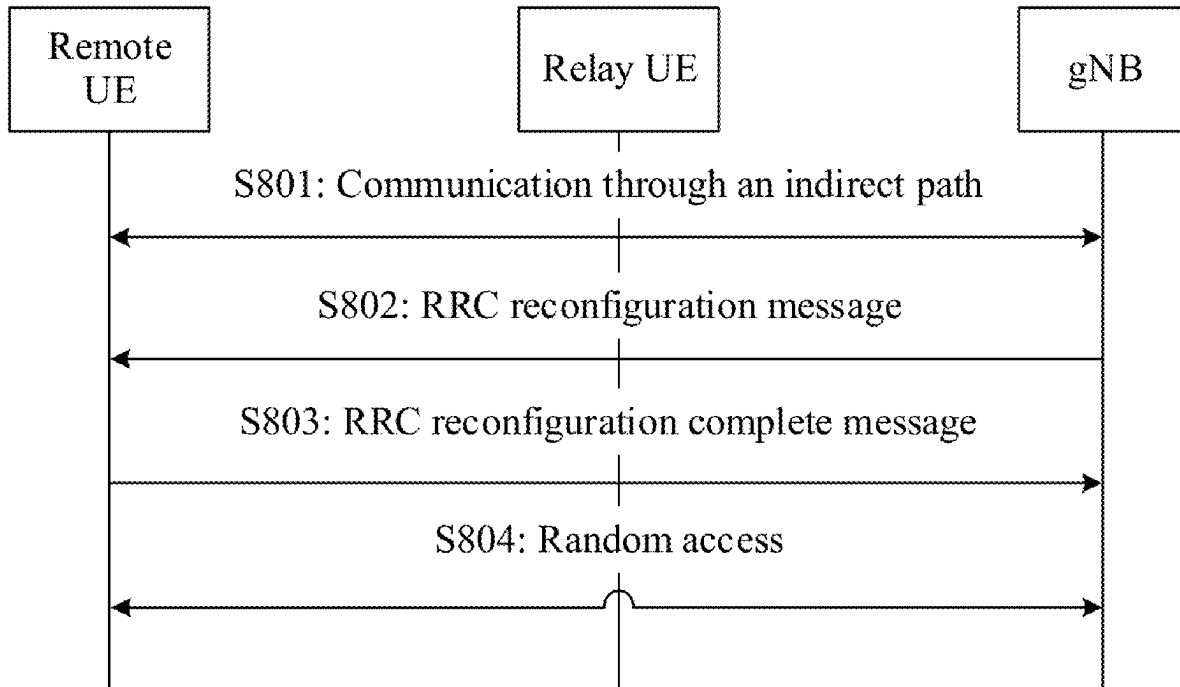 Remote
UE
Relay UE
gNB
S801: Communication through an indirect path
S802: RRC reconfiguration message
S803: RRC reconfiguration complete message
S804: Random access